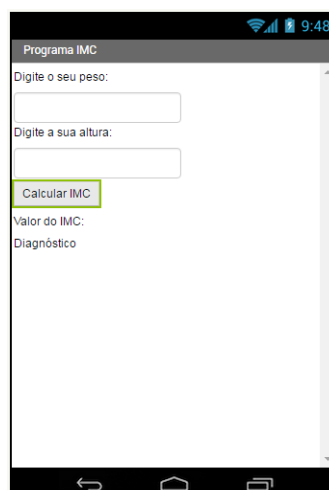 9:48
Programa IMC
Digite o seu peso:
Digite a sua altura:
Calcular IMC
Valor do IMC:
Diagnóstico